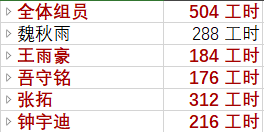 全体组员 504 工时
魏秋雨 288 工时
王雨豪 184 工时
吾守铭 176 工时
张拓 312 工时
钟宇迪 216 工时